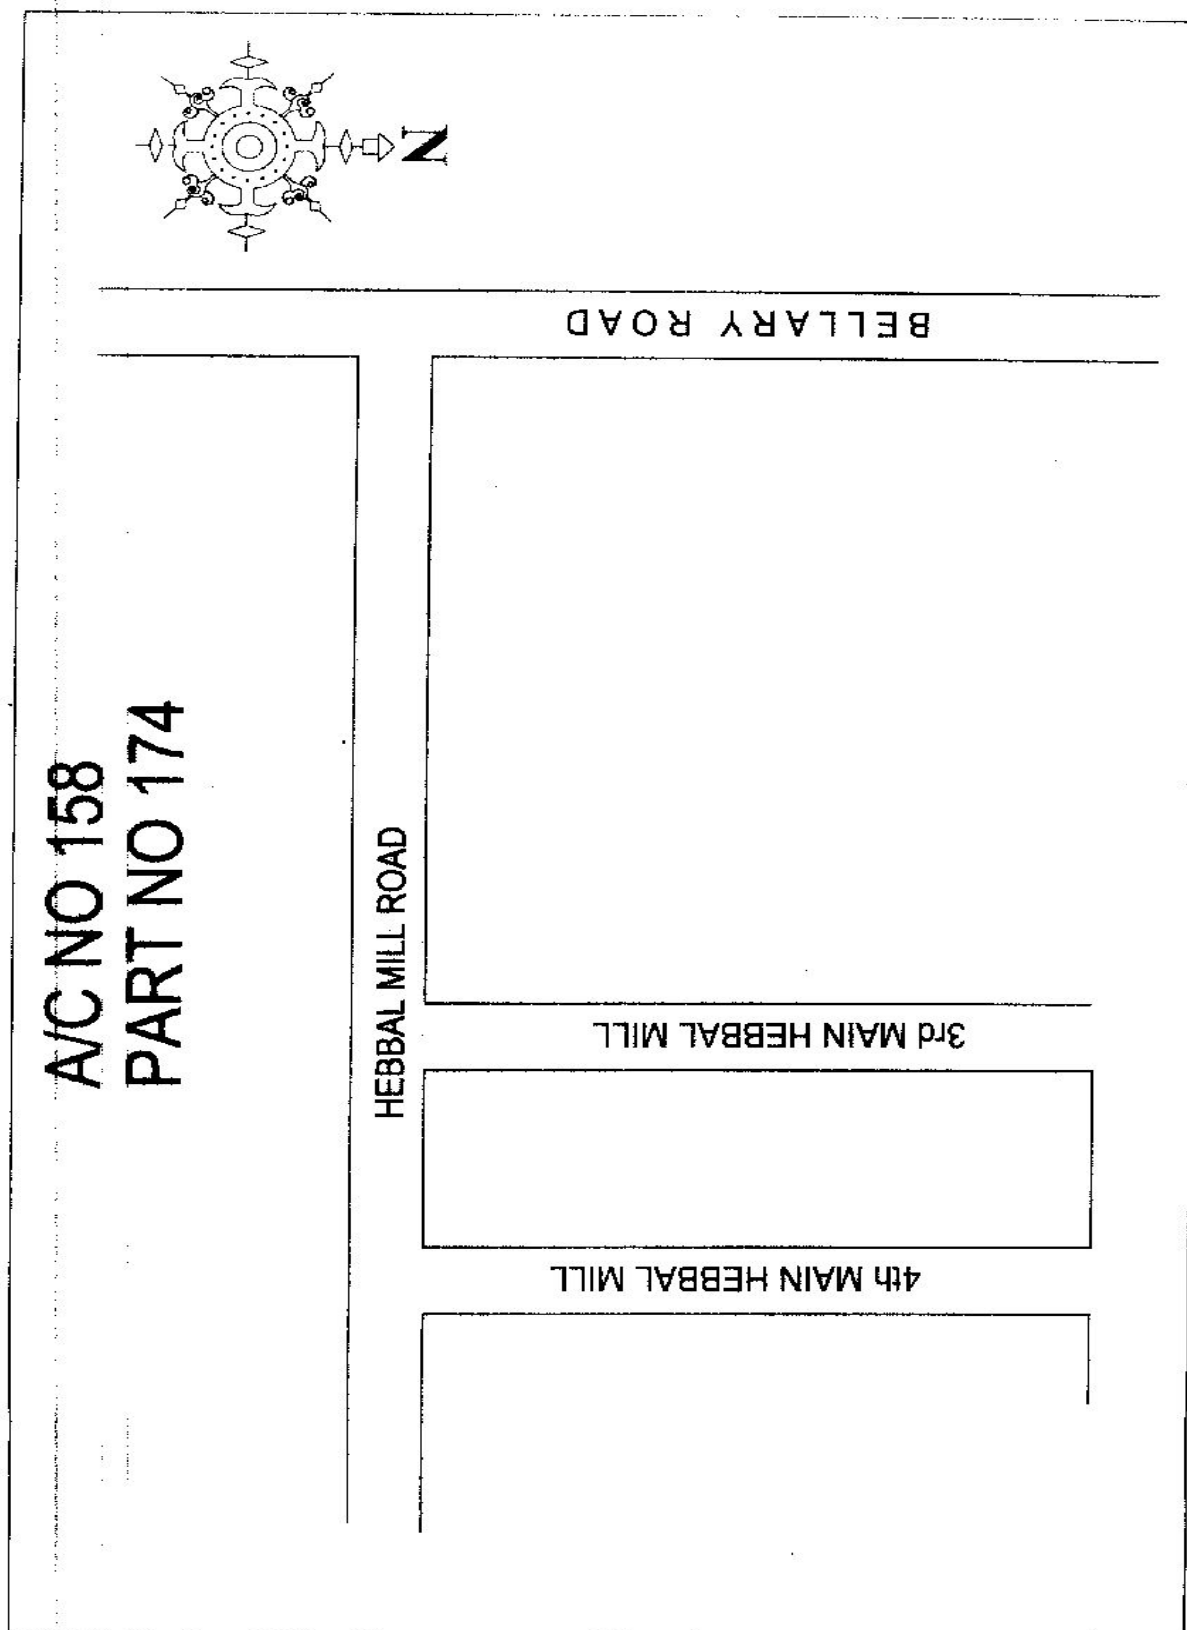 A/C NO 158
PART NO 174
N
BELLARY ROAD
HEBBAL MILL ROAD
3rd MAIN HEBBAL MILL
4th MAIN HEBBAL MILL